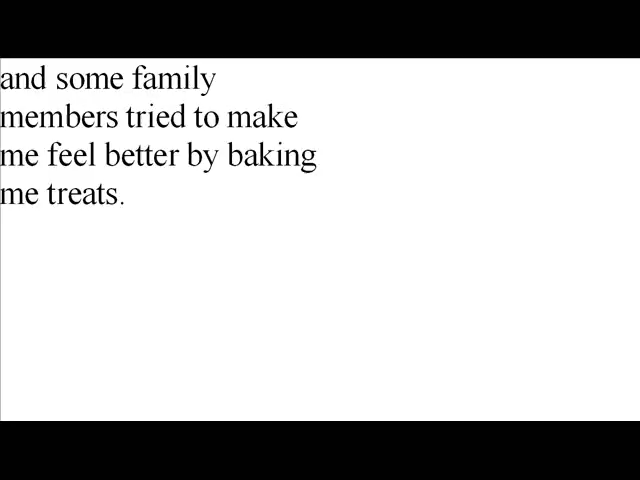 and some family
members tried to make
me feel better by baking
me treats.